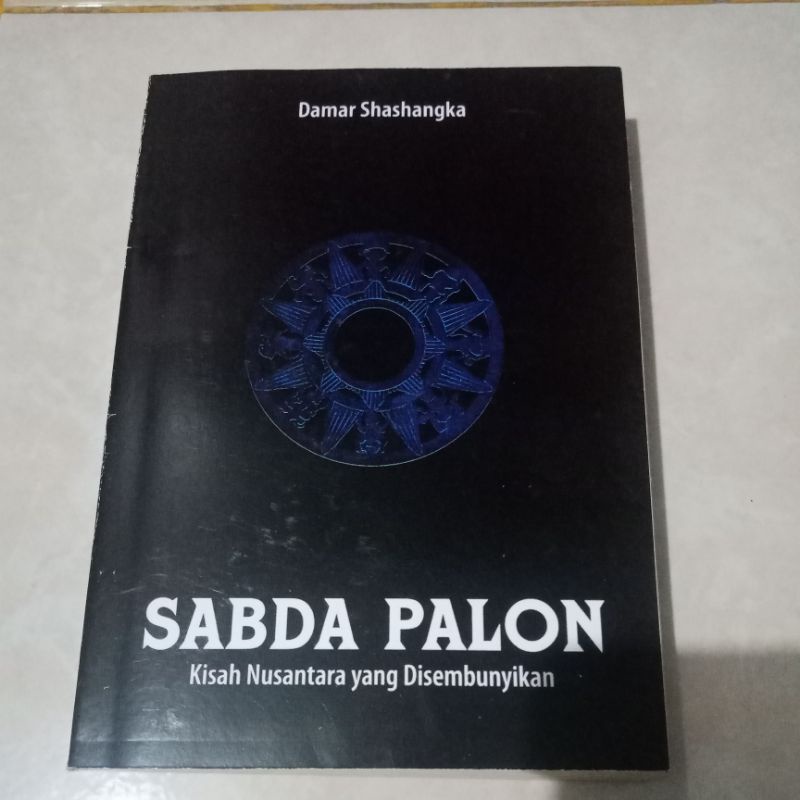 Damar Shashangka
SABDA PALON
Kisah Nusantara yang Disembunyikan